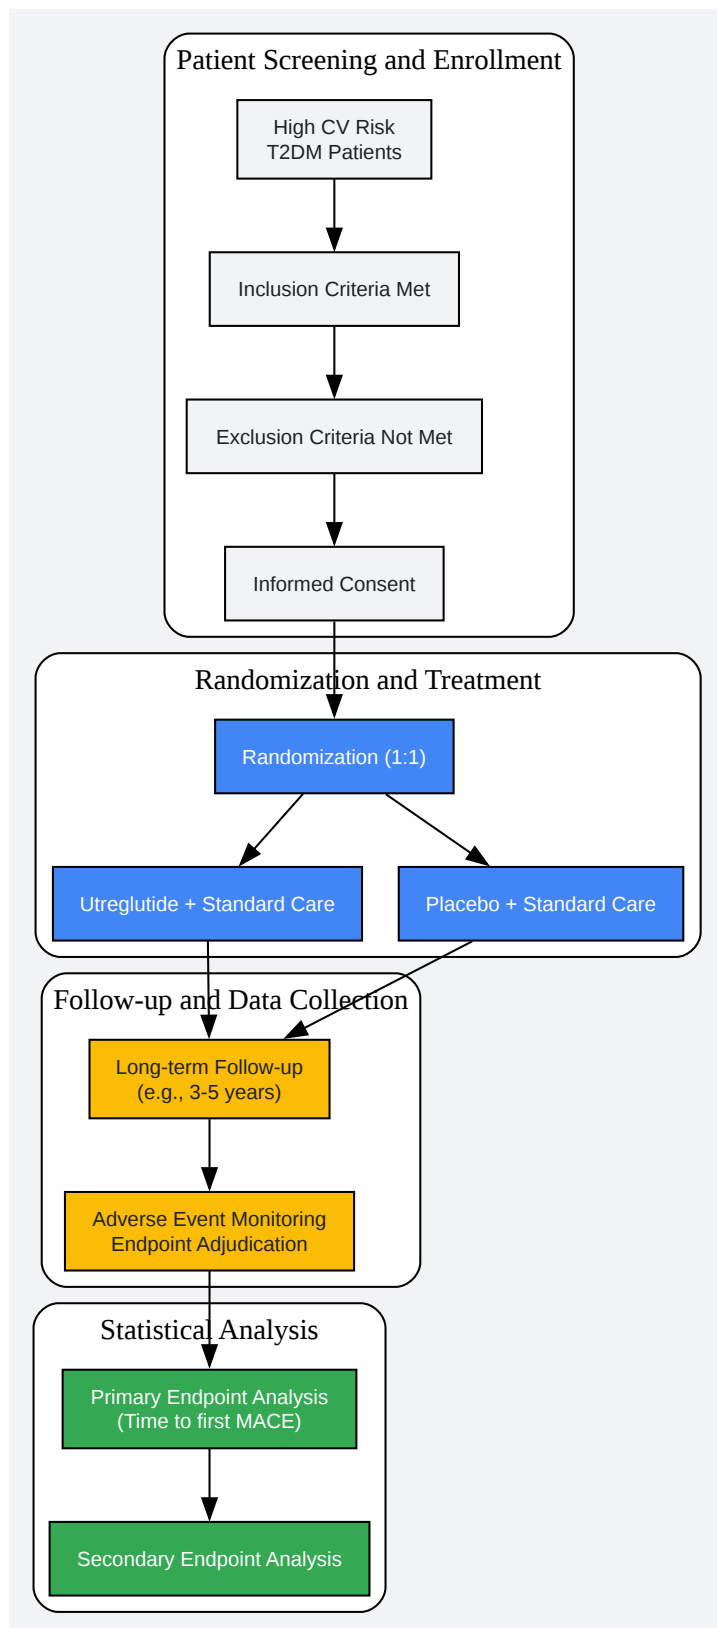 Patient Screening and Enrollment
High CV Risk
T2DM Patients
Inclusion Criteria Met
Exclusion Criteria Not Met
Informed Consent
Randomization and Treatment
Randomization (1:1)
Utreglutide + Standard Care
Placebo + Standard Care
Follow-up and Data Collection
Long-term Follow-up
(e.g., 3-5 years)
Adverse Event Monitoring
Endpoint Adjudication
Statistical Analysis
Primary Endpoint Analysis
(Time to first MACE)
Secondary Endpoint Analysis